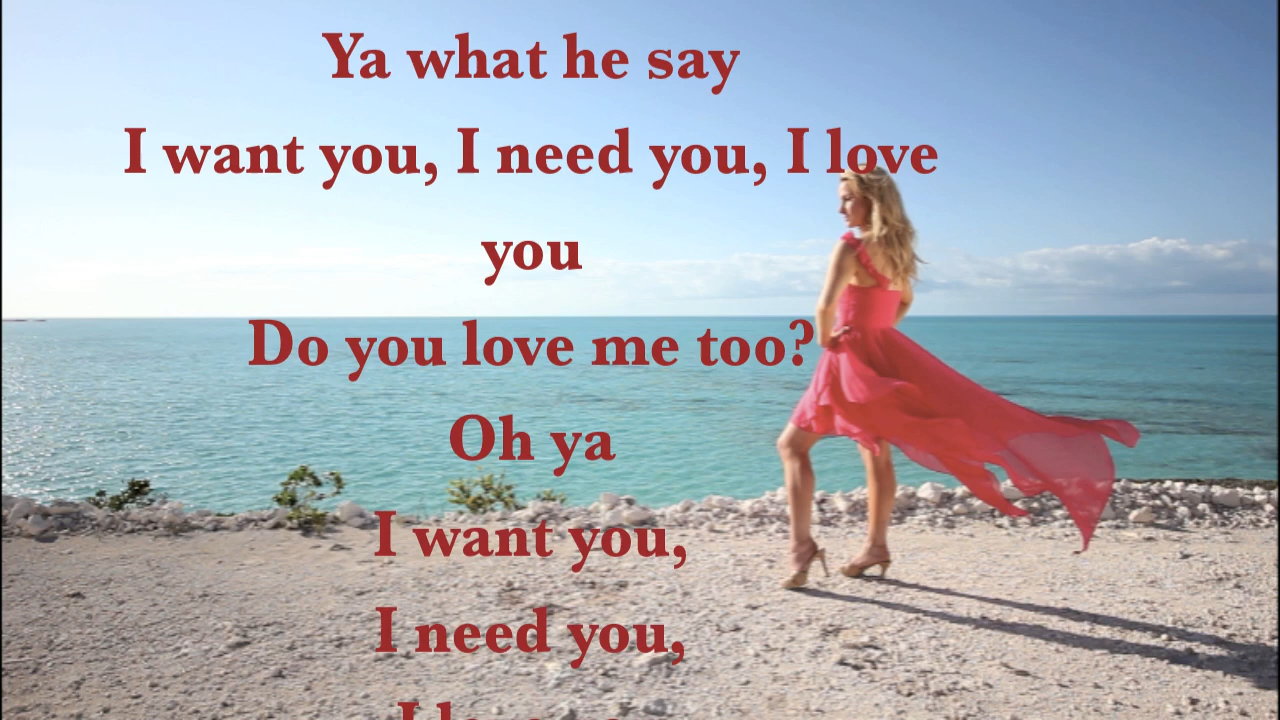 Ya what he say
I want you, I need you, I love
you
Do you love me too?
Oh ya
I want you,
I need you,